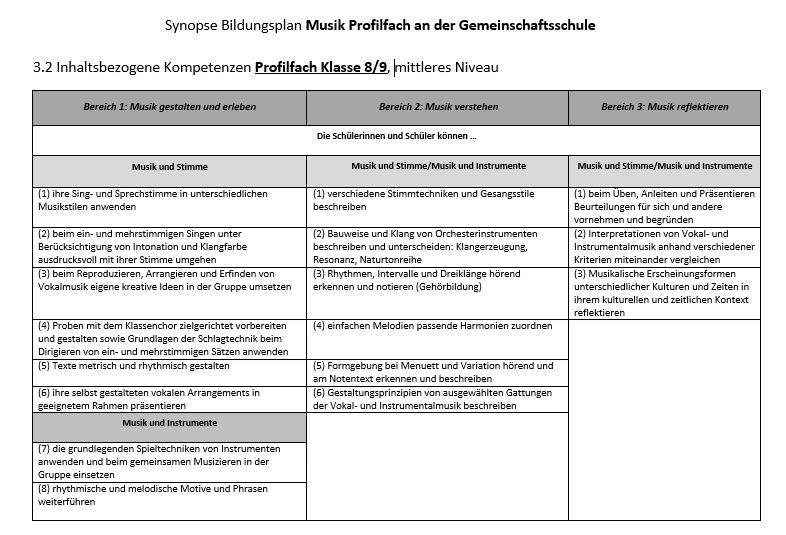 Synopse Bildungsplan Musik Profilfach an der Gemeinschaftsschule
3.2 Inhaltsbezogene Kompetenzen Profilfach Klasse 8/9, mittleres Niveau
Bereich 1: Musik gestalten und erleben
Bereich 2: Musik verstehen
Bereich 3: Musik reflektieren
Die Schülerinnen und Schüler können ...
Musik und Stimme
Musik und Stimme/Musik und Instrumente
Musik und Stimme/Musik und Instrumente
(1) ihre Sing- und Sprechstimme in unterschiedlichen
Musikstilen anwenden
(1) verschiedene Stimmtechniken und Gesangsstile
beschreiben
(1) beim Üben, Anleiten und Präsentieren
Beurteilungen für sich und andere
vornehmen und begründen
(2) beim ein- und mehrstimmigen Singen unter
Berücksichtigung von Intonation und Klangfarbe
ausdrucksvoll mit ihrer Stimme umgehen
(2) Bauweise und Klang von Orchesterinstrumenten
beschreiben und unterscheiden: Klangerzeugung,
Resonanz, Naturtonreihe
(2) Interpretationen von Vokal- und
Instrumentalmusik anhand verschiedener
Kriterien miteinander vergleichen
(3) beim Reproduzieren, Arrangieren und Erfinden von
Vokalmusik eigene kreative Ideen in der Gruppe umsetzen
(3) Rhythmen, Intervalle und Dreiklänge hörend
erkennen und notieren (Gehörbildung)
(3) Musikalische Erscheinungsformen
unterschiedlicher Kulturen und Zeiten in
ihrem kulturellen und zeitlichen Kontext
reflektieren
(4) Proben mit dem Klassenchor zielgerichtet vorbereiten
und gestalten sowie Grundlagen der Schlagtechnik beim
Dirigieren von ein- und mehrstimmigen Sätzen anwenden
(4) einfachen Melodien passende Harmonien zuordnen
(5) Texte metrisch und rhythmisch gestalten
(5) Formgebung bei Menuett und Variation hörend und
am Notentext erkennen und beschreiben
(6) ihre selbst gestalteten vokalen Arrangements in
geeignetem Rahmen präsentieren
(6) Gestaltungsprinzipien von ausgewählten Gattungen
der Vokal- und Instrumentalmusik beschreiben
Musik und Instrumente
(7) die grundlegenden Spieltechniken von Instrumenten
anwenden und beim gemeinsamen Musizieren in der
Gruppe einsetzen
(8) rhythmische und melodische Motive und Phrasen
weiterführen